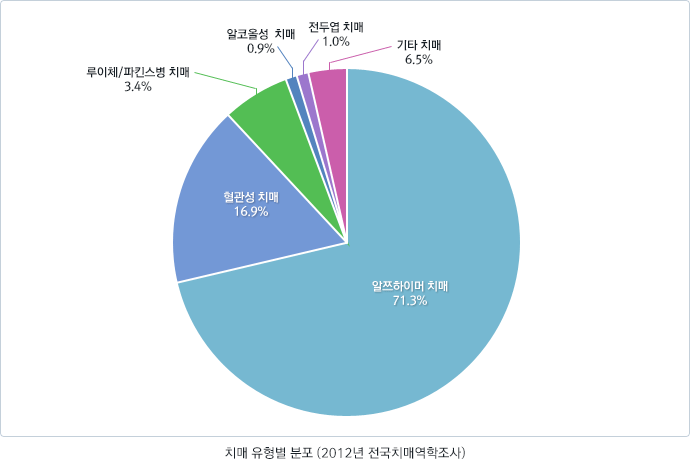 알코올성 치매
0.9%
전두엽 치매
1.0%
기타 치매
6.5%
루이체/파킨스병 치매
3.4%
혈관성 치매
16.9%
알쯔하이머 치매
71.3%
치매 유형별 분포 (2012년 전국치매역학조사)